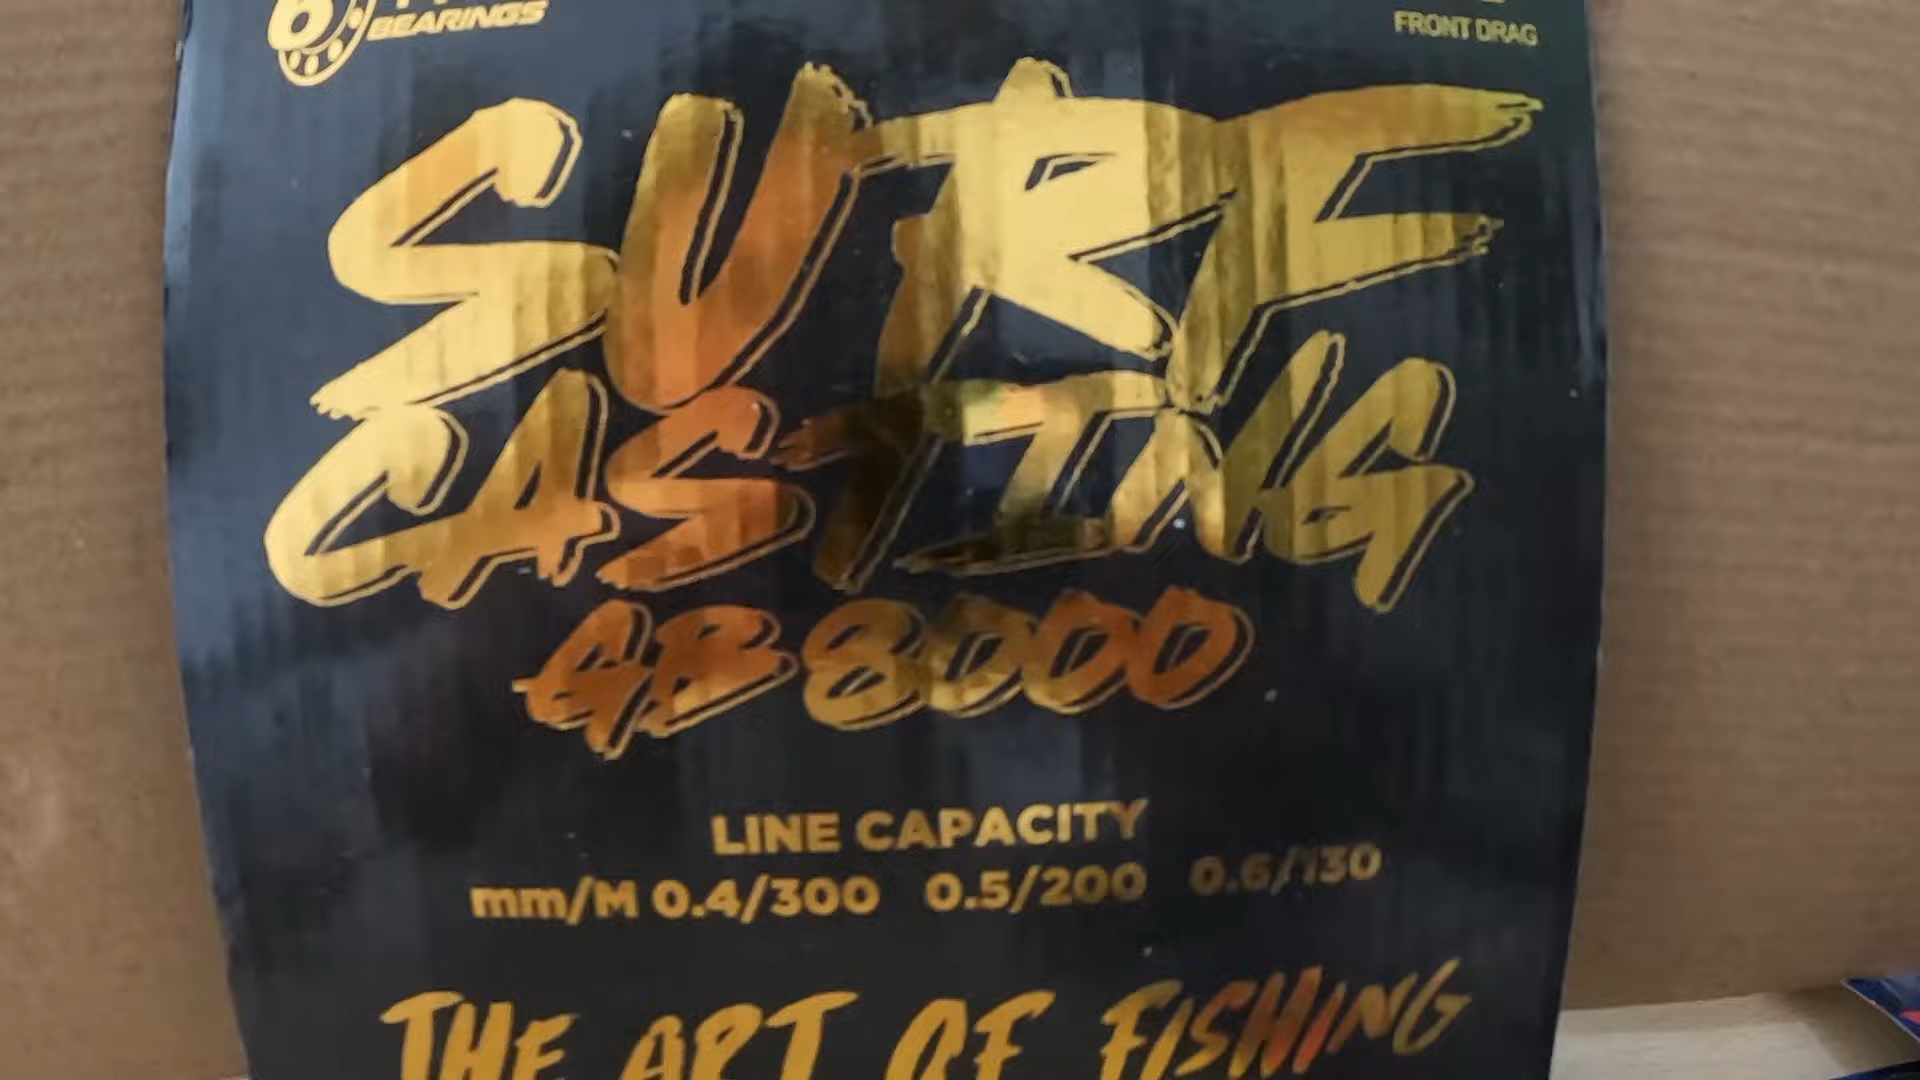 6
BEARINGS
FRONT DRAG
SURF
CASTING
GB 8000
LINE CAPACITY
mm/M 0.4/300 0.5/200 0.6/130
THE ART OF FISHING